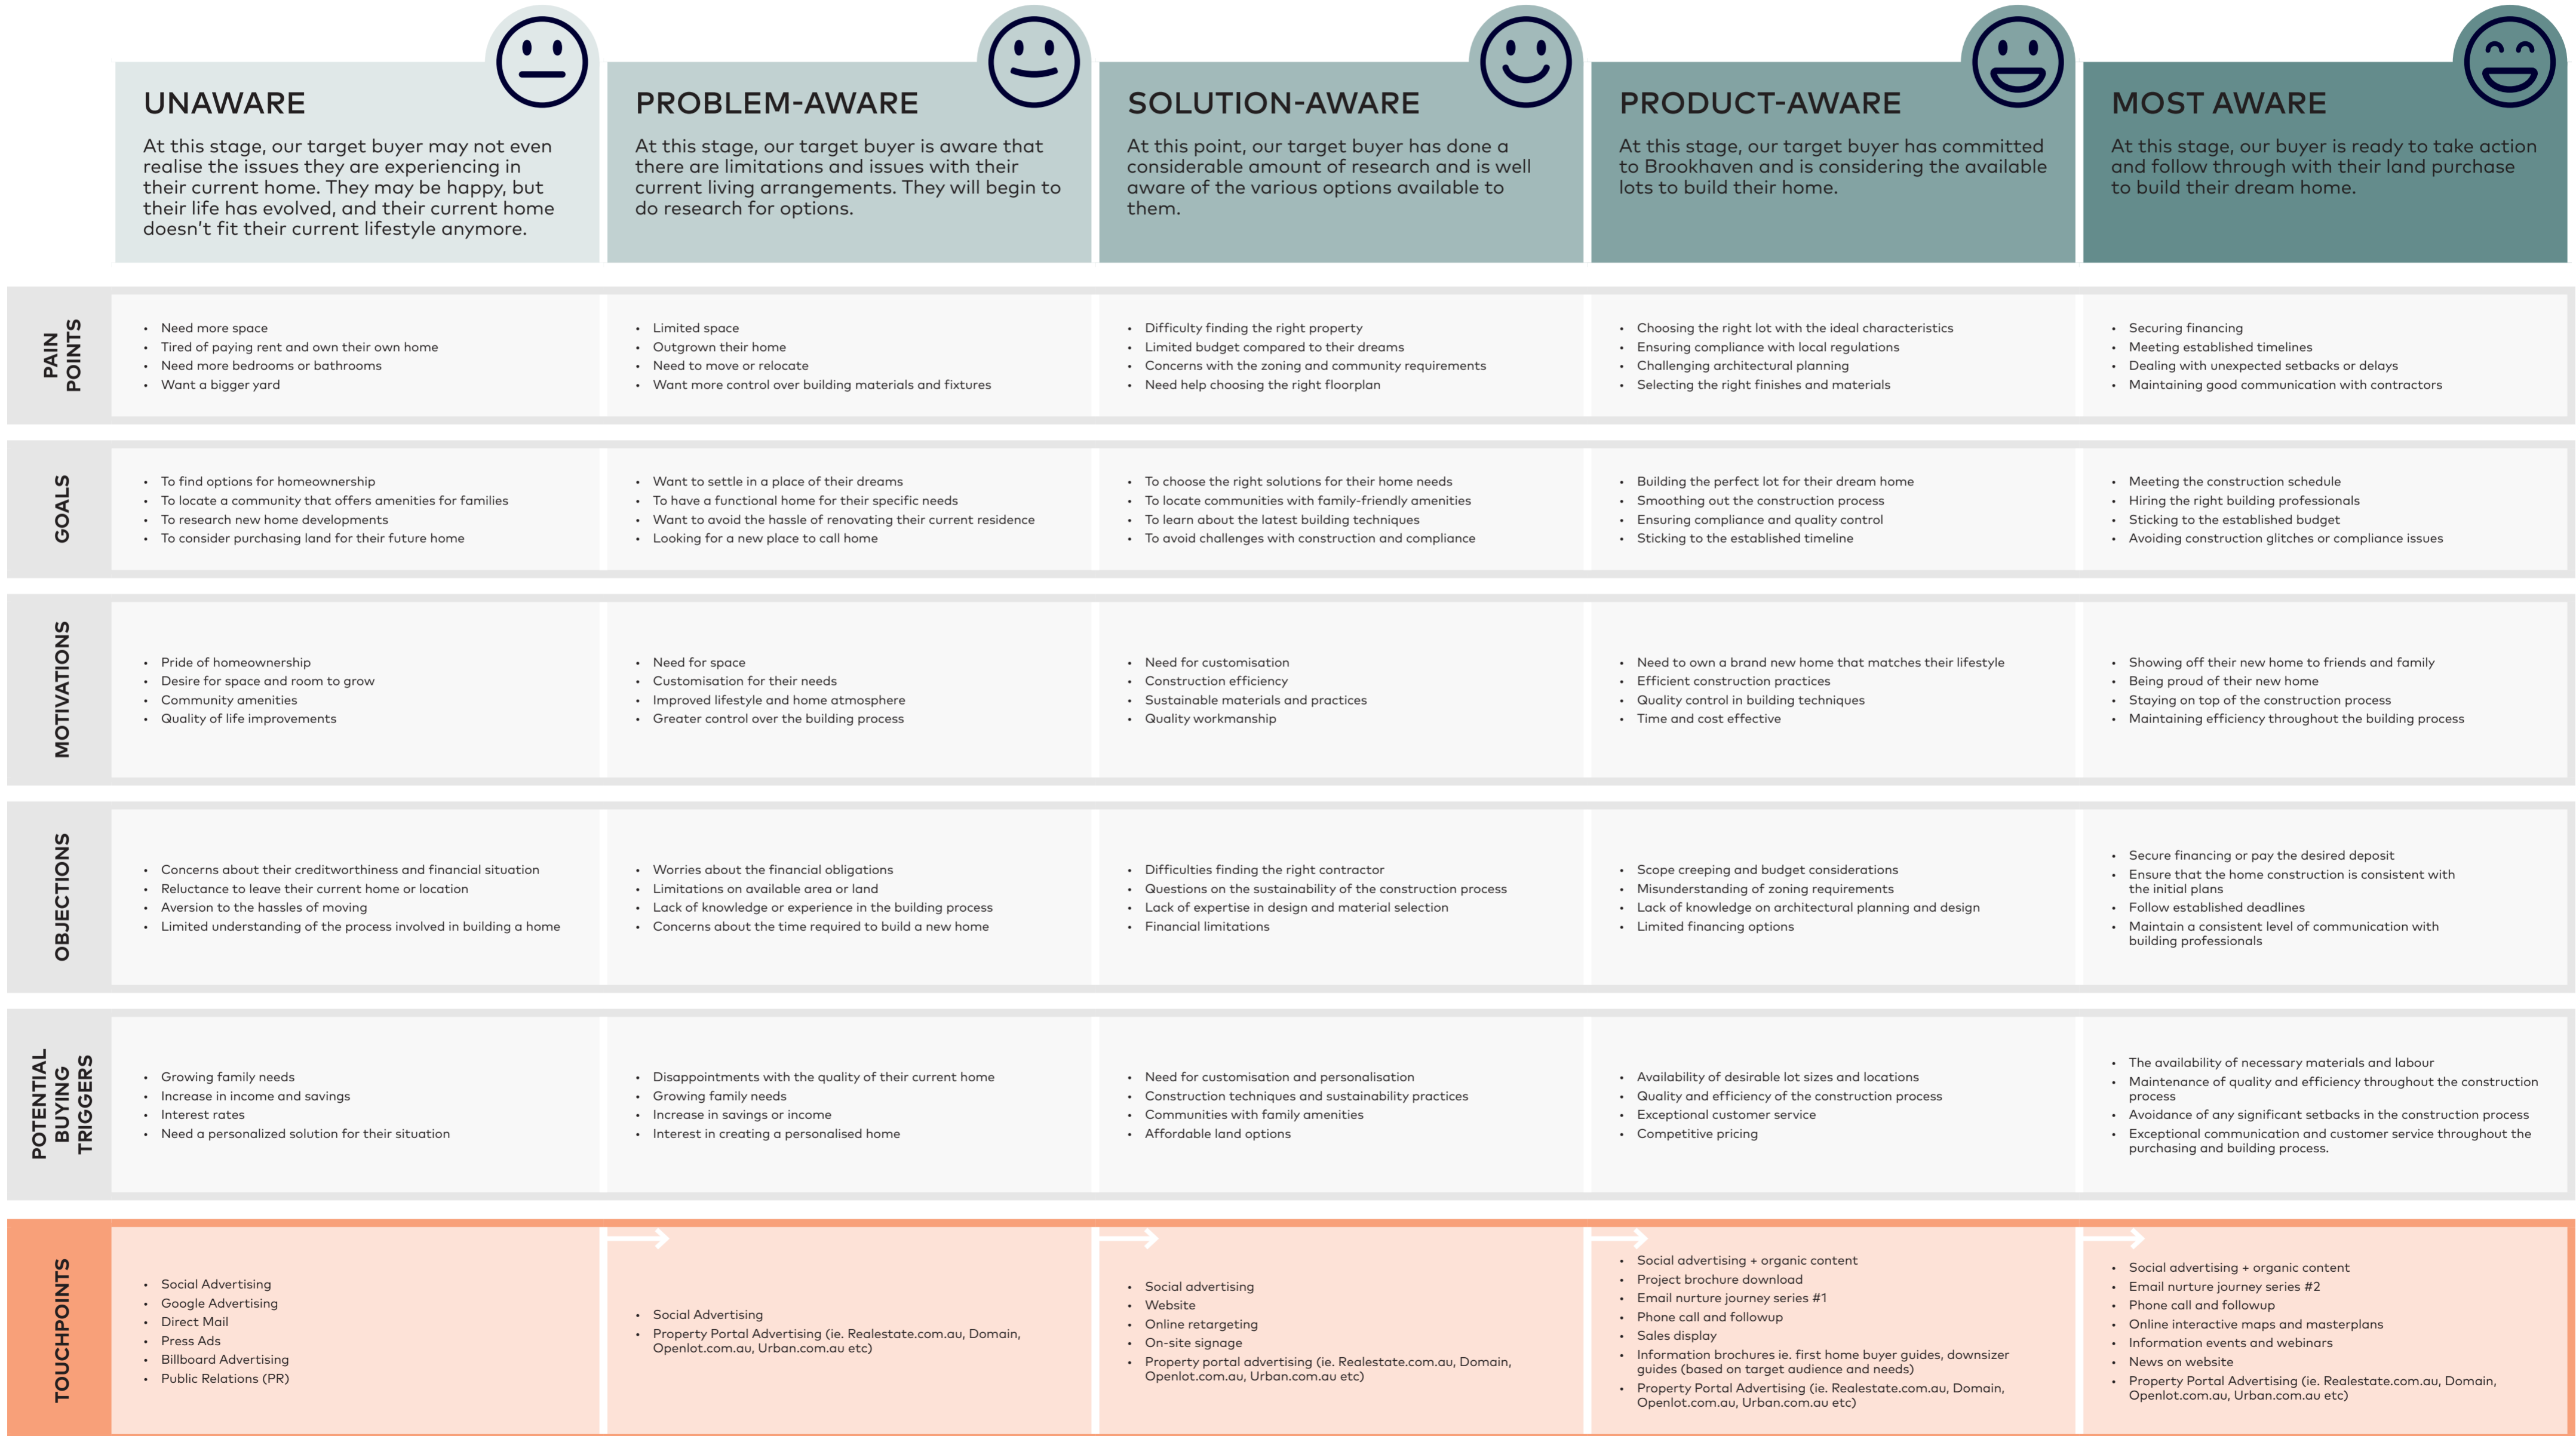 UNAWARE
At this stage, our target buyer may not even
realise the issues they are experiencing in
their current home. They may be happy, but
their life has evolved, and their current home
doesn't fit their current lifestyle anymore.
PROBLEM-AWARE
At this stage, our target buyer is aware that
there are limitations and issues with their
current living arrangements. They will begin to
do research for options.
SOLUTION-AWARE
At this point, our target buyer has done a
considerable amount of research and is well
aware of the various options available to
them.
PRODUCT-AWARE
At this stage, our target buyer has committed
to Brookhaven and is considering the available
lots to build their home.
MOST AWARE
At this stage, our buyer is ready to take action
and follow through with their land purchase
to build their dream home.
PAIN
POINTS
• Need more space
• Tired of paying rent and own their own home
• Need more bedrooms or bathrooms
• Want a bigger yard
• Limited space
• Outgrown their home
• Need to move or relocate
• Want more control over building materials and fixtures
• Difficulty finding the right property
• Limited budget compared to their dreams
• Concerns with the zoning and community requirements
• Need help choosing the right floorplan
• Choosing the right lot with the ideal characteristics
• Ensuring compliance with local regulations
• Challenging architectural planning
• Selecting the right finishes and materials
• Securing financing
• Meeting established timelines
• Dealing with unexpected setbacks or delays
• Maintaining good communication with contractors
GOALS
• To find options for homeownership
• To locate a community that offers amenities for families
• To research new home developments
• To consider purchasing land for their future home
• Want to settle in a place of their dreams
• To have a functional home for their specific needs
• Want to avoid the hassle of renovating their current residence
• Looking for a new place to call home
• To choose the right solutions for their home needs
• To locate communities with family-friendly amenities
• To learn about the latest building techniques
• To avoid challenges with construction and compliance
• Building the perfect lot for their dream home
• Smoothing out the construction process
• Ensuring compliance and quality control
• Sticking to the established timeline
• Meeting the construction schedule
• Hiring the right building professionals
• Sticking to the established budget
• Avoiding construction glitches or compliance issues
MOTIVATIONS
• Pride of homeownership
• Desire for space and room to grow
• Community amenities
• Quality of life improvements
• Need for space
• Customisation for their needs
• Improved lifestyle and home atmosphere
• Greater control over the building process
• Need for customisation
• Construction efficiency
• Sustainable materials and practices
• Quality workmanship
• Need to own a brand new home that matches their lifestyle
• Efficient construction practices
• Quality control in building techniques
• Time and cost effective
• Showing off their new home to friends and family
• Being proud of their new home
• Staying on top of the construction process
• Maintaining efficiency throughout the building process
OBJECTIONS
• Concerns about their creditworthiness and financial situation
• Reluctance to leave their current home or location
• Aversion to the hassles of moving
• Limited understanding of the process involved in building a home
• Worries about the financial obligations
• Limitations on available area or land
• Lack of knowledge or experience in the building process
• Concerns about the time required to build a new home
• Difficulties finding the right contractor
• Questions on the sustainability of the construction process
• Lack of expertise in design and material selection
• Financial limitations
• Scope creeping and budget considerations
• Misunderstanding of zoning requirements
• Lack of knowledge on architectural planning and design
• Limited financing options
• Secure financing or pay the desired deposit
• Ensure that the home construction is consistent with
the initial plans
• Follow established deadlines
• Maintain a consistent level of communication with
building professionals
POTENTIAL
BUYING
TRIGGERS
• Growing family needs
• Increase in income and savings
• Interest rates
• Need a personalized solution for their situation
• Disappointments with the quality of their current home
• Growing family needs
• Increase in savings or income
• Interest in creating a personalised home
• Need for customisation and personalisation
• Construction techniques and sustainability practices
• Communities with family amenities
• Affordable land options
• Availability of desirable lot sizes and locations
• Quality and efficiency of the construction process
• Exceptional customer service
• Competitive pricing
• The availability of necessary materials and labour
• Maintenance of quality and efficiency throughout the construction
process
• Avoidance of any significant setbacks in the construction process
• Exceptional communication and customer service throughout the
purchasing and building process.
TOUCHPOINTS
• Social Advertising
• Google Advertising
• Direct Mail
• Press Ads
• Billboard Advertising
• Public Relations (PR)
• Social Advertising
• Property Portal Advertising (ie. Realestate.com.au, Domain,
Openlot.com.au, Urban.com.au etc)
• Social advertising
• Website
• Online retargeting
• On-site signage
• Property portal advertising (ie. Realestate.com.au, Domain,
Openlot.com.au, Urban.com.au etc)
• Social advertising + organic content
• Project brochure download
• Email nurture journey series #1
• Phone call and followup
• Sales display
• Information brochures ie. first home buyer guides, downsizer
guides (based on target audience and needs)
• Property Portal Advertising (ie. Realestate.com.au, Domain,
Openlot.com.au, Urban.com.au etc)
• Social advertising + organic content
• Email nurture journey series #2
• Phone call and followup
• Online interactive maps and masterplans
• Information events and webinars
• News on website
• Property Portal Advertising (ie. Realestate.com.au, Domain,
Openlot.com.au, Urban.com.au etc)